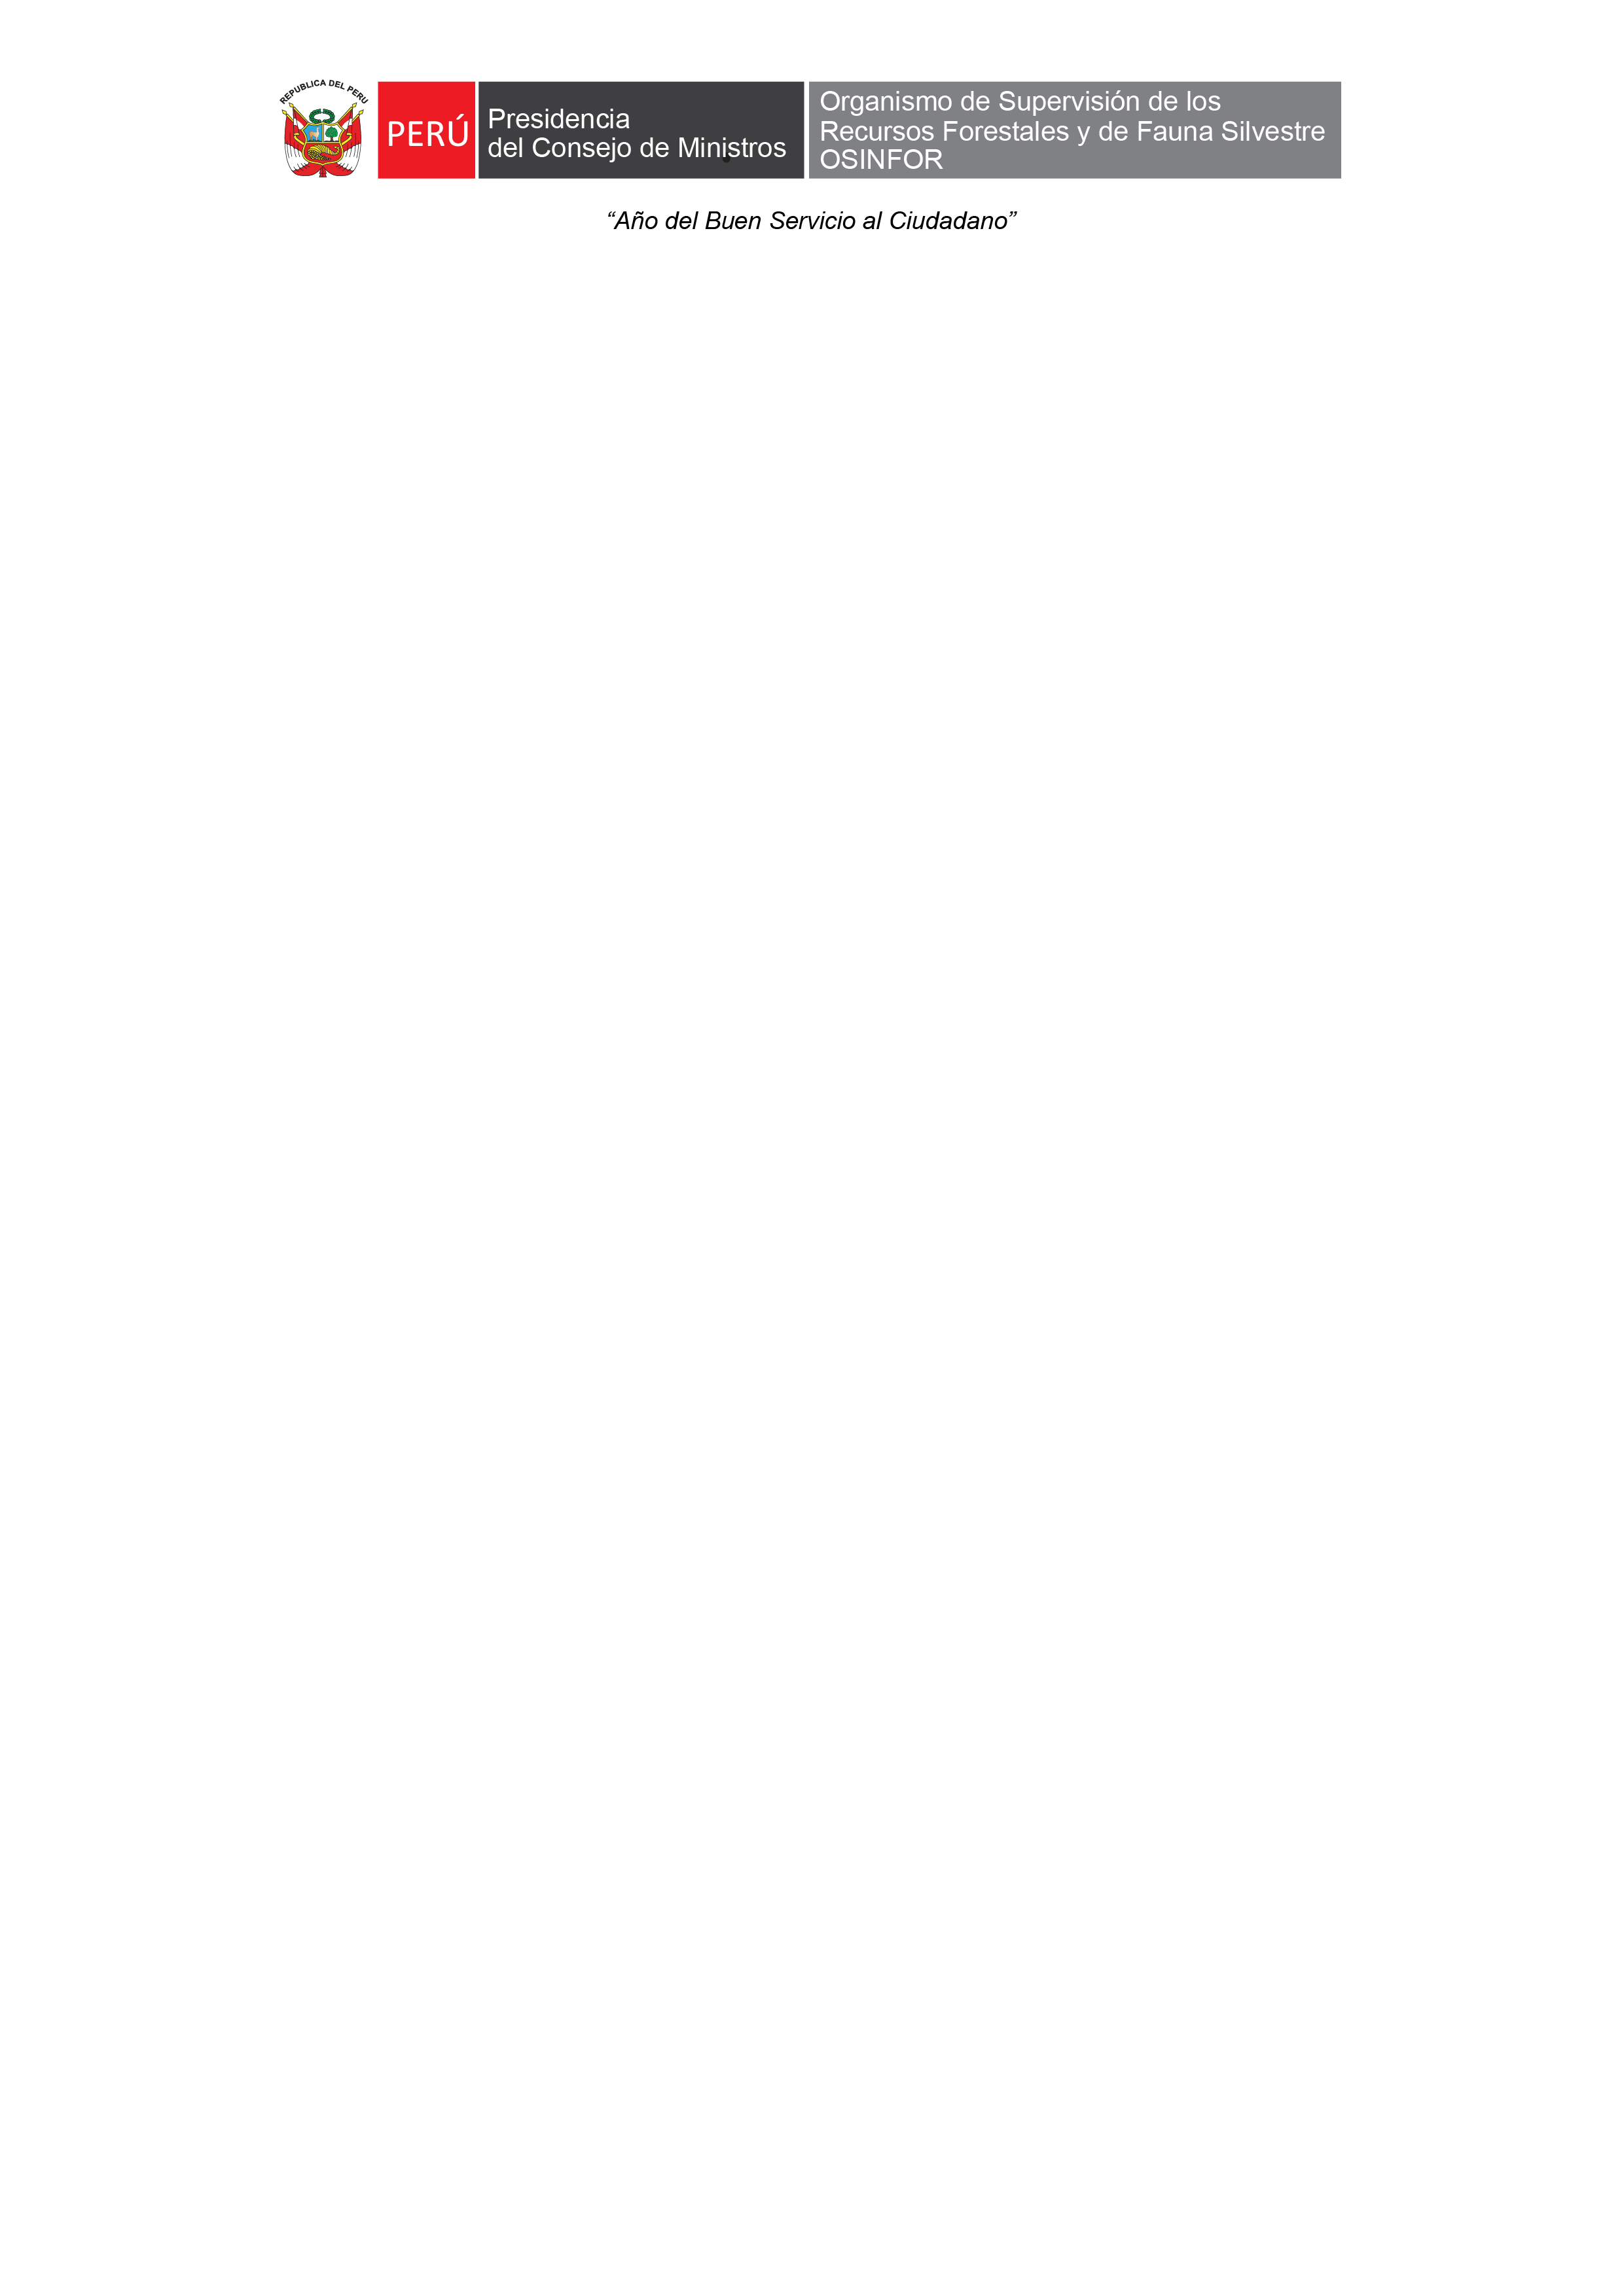 REPUBLICA DEL PERU
PERÚ
Presidencia
del Consejo de Ministros
Organismo de Supervisión de los
Recursos Forestales y de Fauna Silvestre
OSINFOR
“Año del Buen Servicio al Ciudadano”